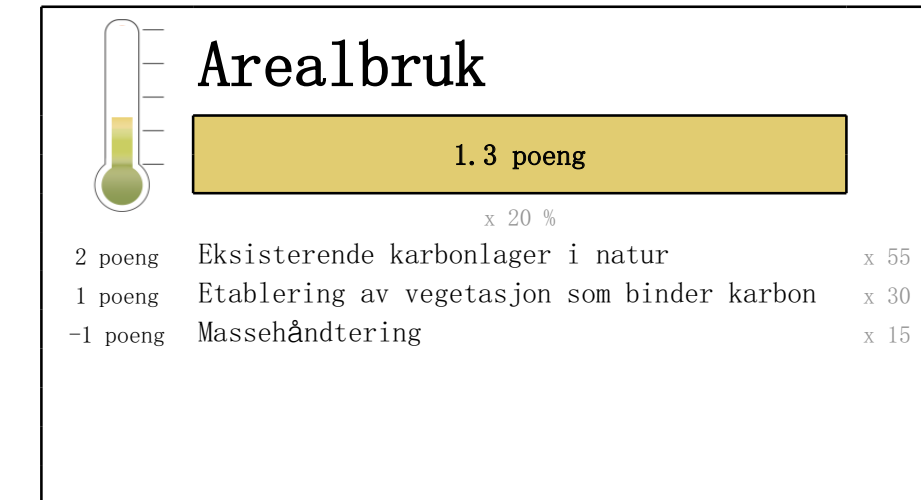 Arealbruk
1.3 poeng
x 20 %
2 poeng Eksisterende karbonlager i natur x 55
1 poeng Etablering av vegetasjon som binder karbon x 30
-1 poeng Massehåndtering x 15